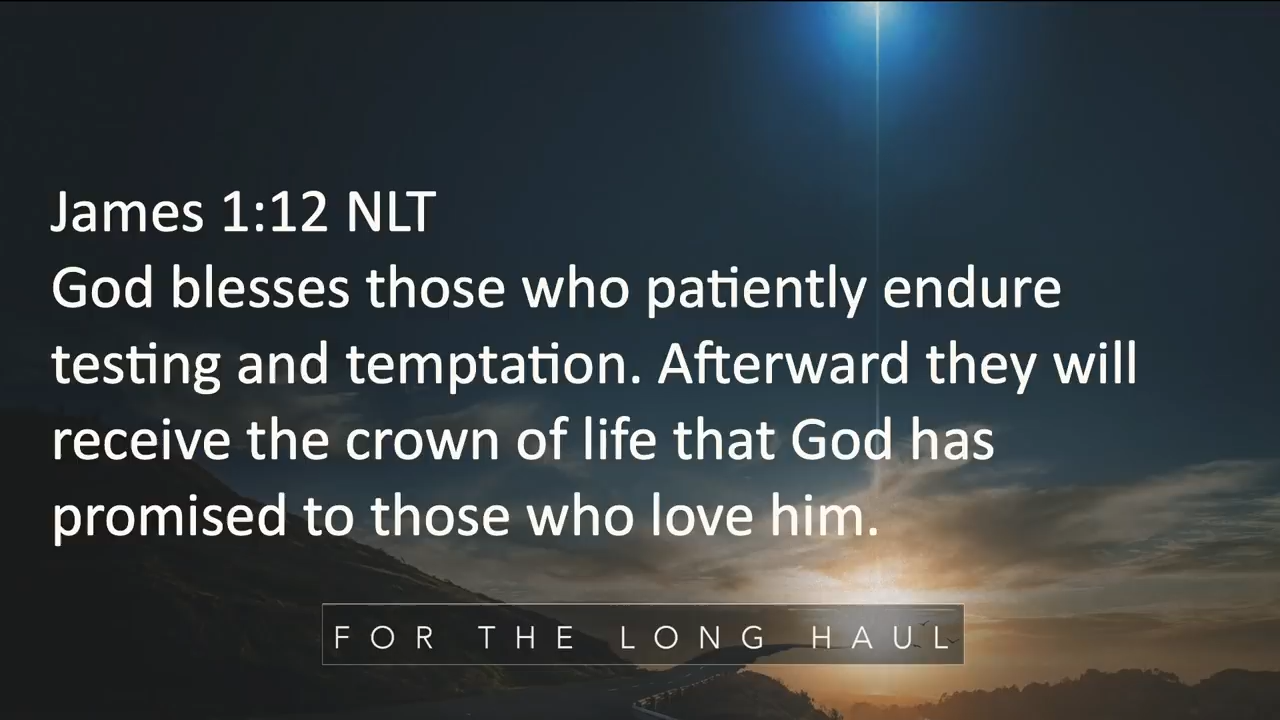 James 1:12 NLT
God blesses those who patiently endure
testing and temptation. Afterward they will
receive the crown of life that God has
promised to those who love him.
FOR THE LONG HAUL